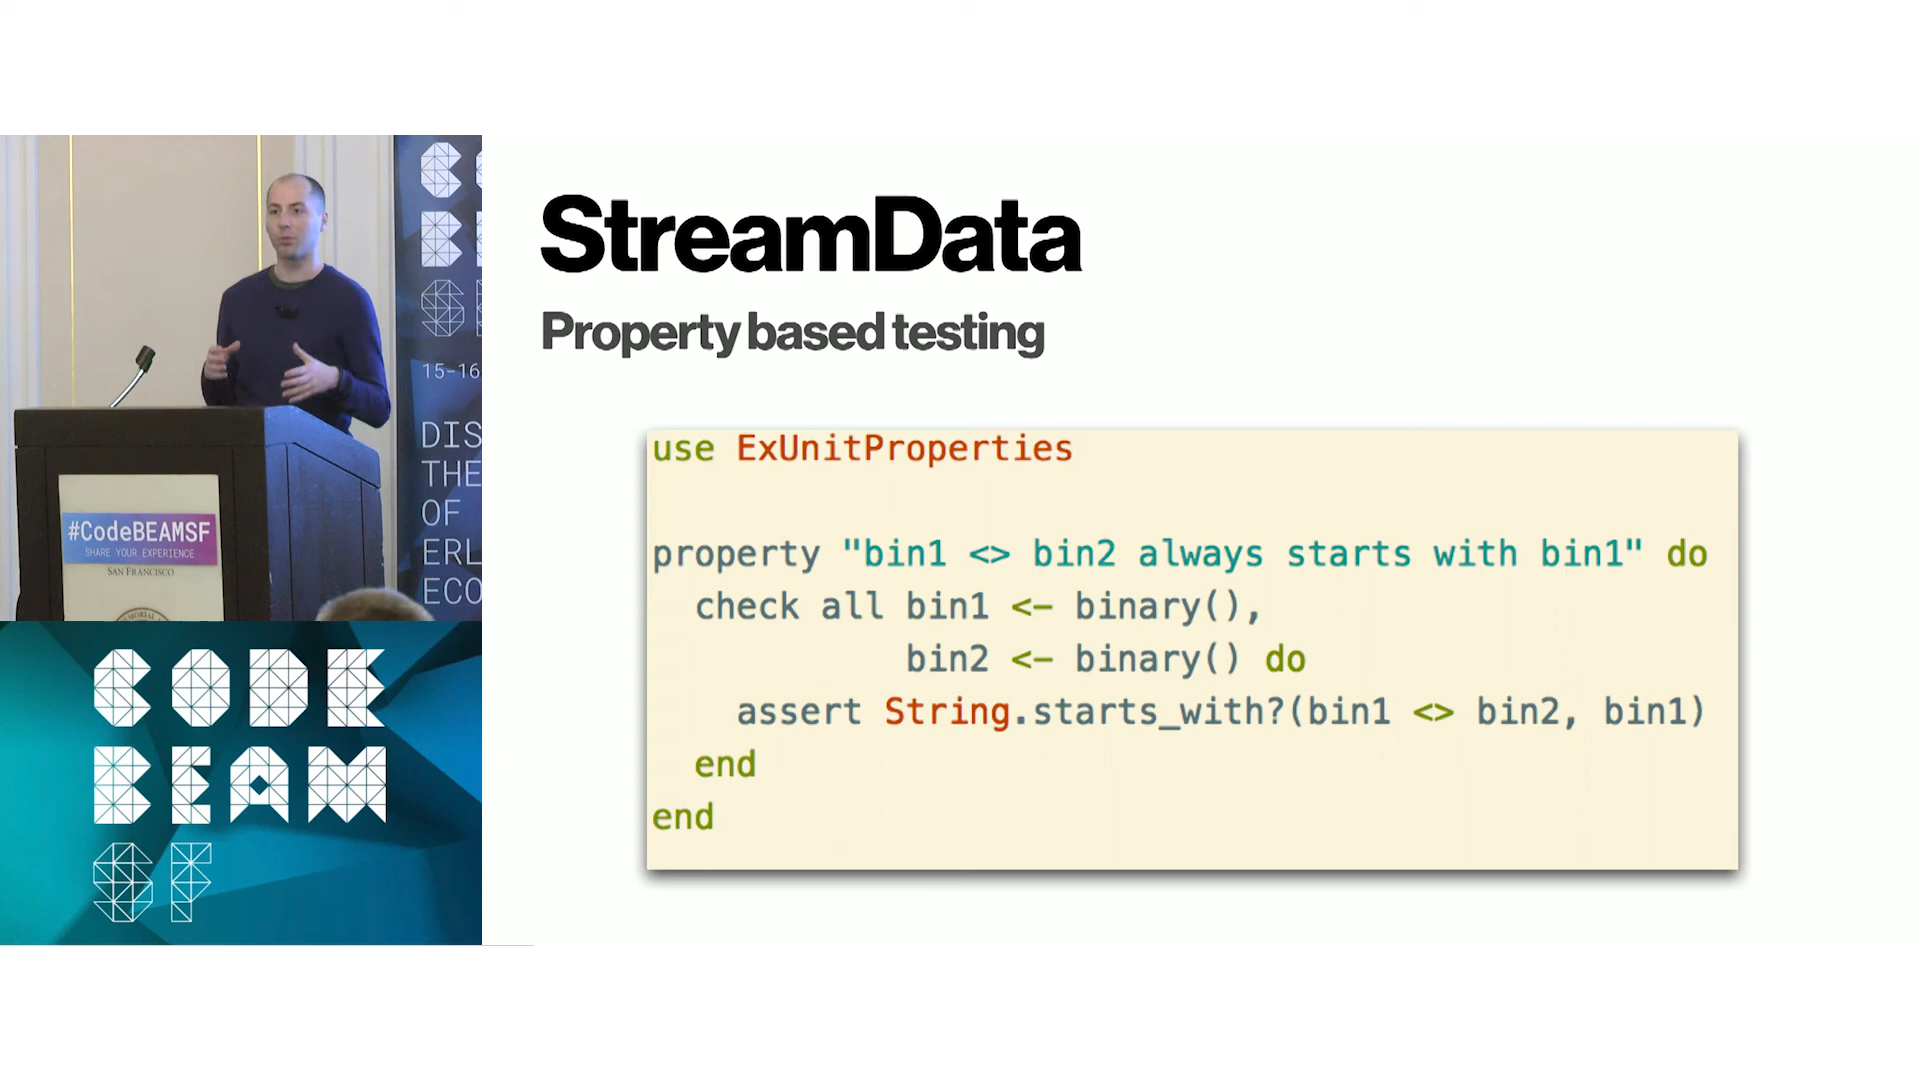 StreamData
Property based testing
use ExUnitProperties
property "bin1 <> bin2 always starts with bin1" do
  check all bin1 <- binary(),
            bin2 <- binary() do
    assert String.starts_with?(bin1 <> bin2, bin1)
  end
end
15-16
DIS
THE
OF
ERL
ECO
#CodeBEAMSF
SHARE YOUR EXPERIENCE
SAN FRANCISCO
CODE
BEAM
SF